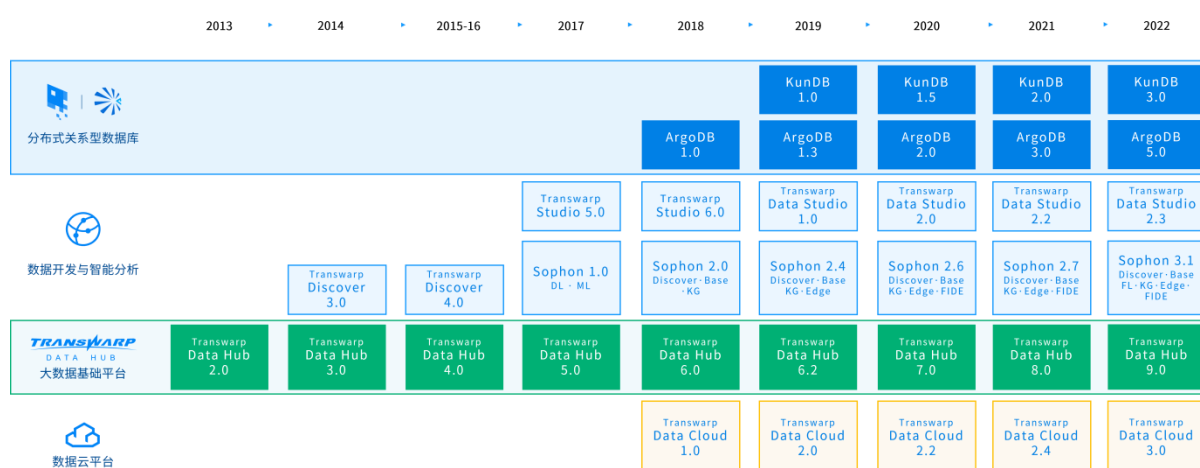 2013 2014 2015-16 2017 2018 2019 2020 2021 2022
KunDB KunDB KunDB KunDB
1.0 1.5 2.0 3.0
分布式关系型数据库
ArgoDB ArgoDB ArgoDB ArgoDB ArgoDB
1.0 1.3 2.0 3.0 5.0
Transwarp Transwarp Transwarp Transwarp Transwarp Transwarp
Studio 5.0 Studio 6.0 Data Studio Data Studio Data Studio Data Studio
1.0 2.0 2.2 2.3
数据开发与智能分析
Transwarp Transwarp
Discover Discover
3.0 4.0
Sophon 1.0 Sophon 2.0 Sophon 2.4 Sophon 2.6 Sophon 2.7 Sophon 3.1
DL · ML Discover·Base Discover·Base Discover·Base Discover·Base Discover·Base
·KG KG·Edge KG·Edge·FIDE KG·Edge·FIDE FL·KG·Edge·
FIDE
TRANSWARP
DATA HUB
大数据基础平台
Transwarp Transwarp Transwarp Transwarp Transwarp Transwarp Transwarp Transwarp Transwarp
Data Hub Data Hub Data Hub Data Hub Data Hub Data Hub Data Hub Data Hub Data Hub
2.0 3.0 4.0 5.0 6.0 6.2 7.0 8.0 9.0
数据云平台
Transwarp Transwarp Transwarp Transwarp Transwarp
Data Cloud Data Cloud Data Cloud Data Cloud Data Cloud
1.0 2.0 2.2 2.4 3.0